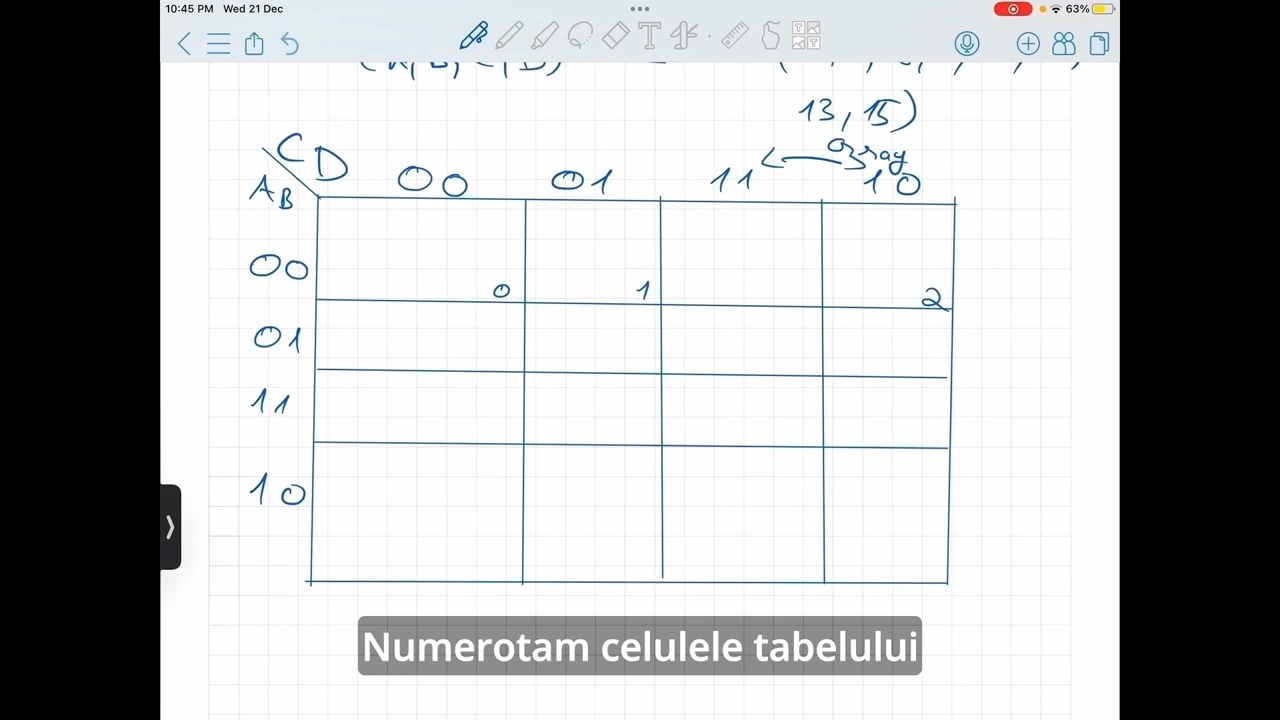 10:45 PM Wed 21 Dec 63%
13, 15)
CD
AB
00 01 11 10
00 0 1 2
01
11
10
Numerotam celulele tabelului